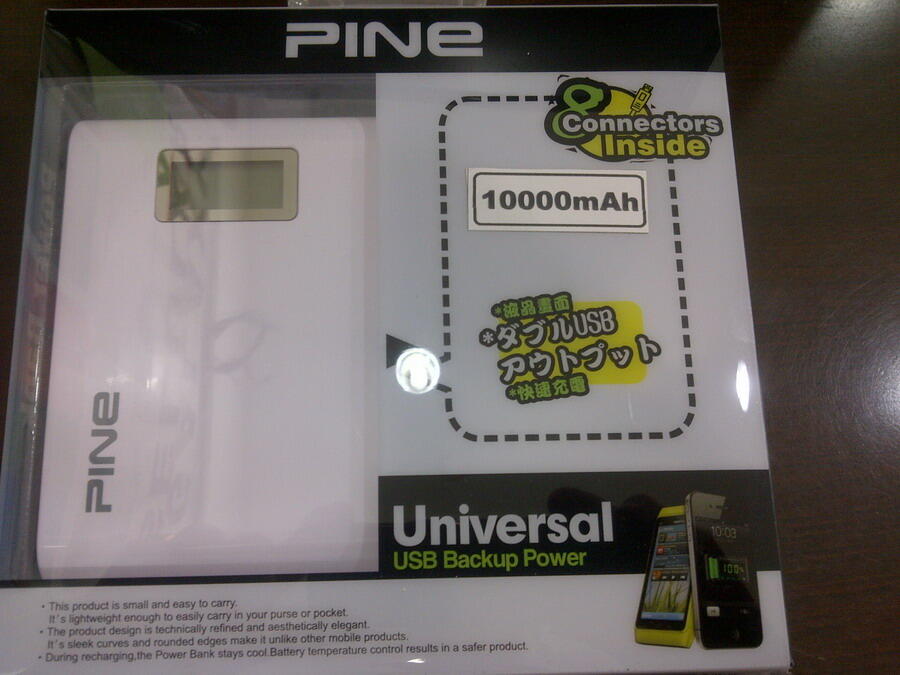 PINE
8
Connectors
Inside
10000mAh
*液晶畫面
*ダブルUSB
アウトプット
*快速充電
PINE
Universal
USB Backup Power
10:03
100%
· This product is small and easy to carry.
It's lightweight enough to easily carry in your purse or pocket.
· The product design is technically refined and aesthetically elegant.
It's sleek curves and rounded edges make it unlike other mobile products.
· During recharging,the Power Bank stays cool.Battery temperature control results in a safer product.